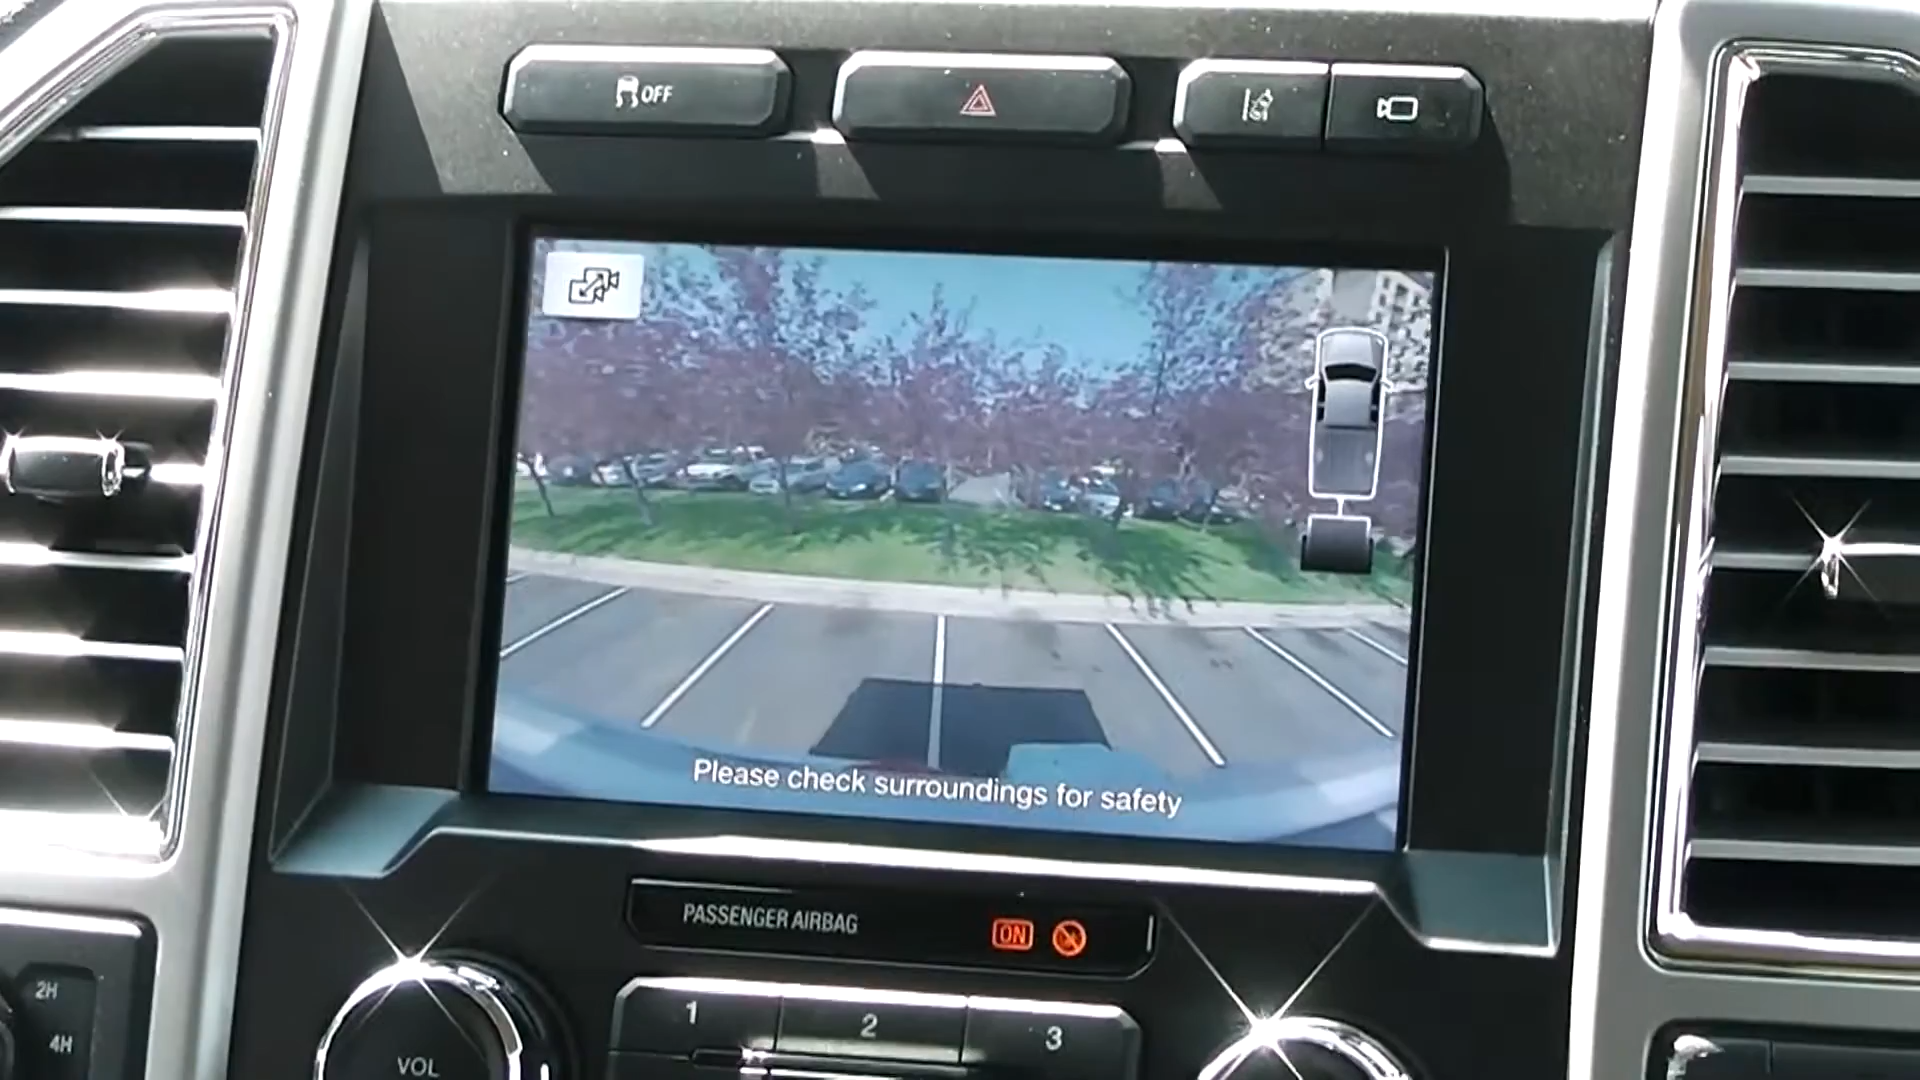 OFF
Please check surroundings for safety
PASSENGER AIRBAG ON
1 2 3
2H
4H
VOL